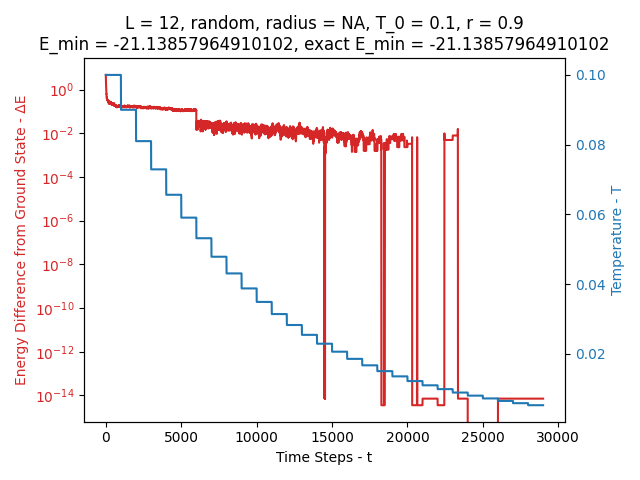 L = 12, random, radius = NA, T_0 = 0.1, r = 0.9
E_min = -21.13857964910102, exact E_min = -21.13857964910102
Energy Difference from Ground State - ΔE
10⁰
10⁻²
10⁻⁴
10⁻⁶
10⁻⁸
10⁻¹⁰
10⁻¹²
10⁻¹⁴
0.10
0.08
0.06
0.04
0.02
Temperature - T
0 5000 10000 15000 20000 25000 30000
Time Steps - t